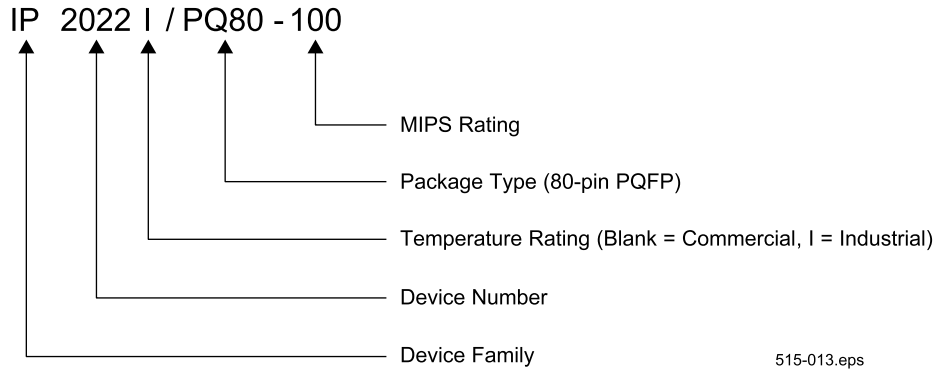 IP 2022 I / PQ80 - 100
MIPS Rating
Package Type (80-pin PQFP)
Temperature Rating (Blank = Commercial, I = Industrial)
Device Number
Device Family
515-013.eps